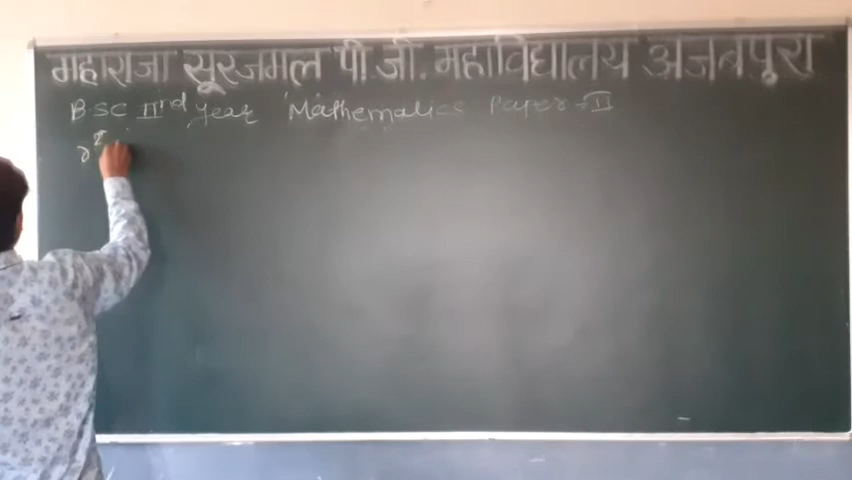 महाराजा सूरजमल पी.जी. महाविद्यालय अजबपुरा
B.SC IInd year Mathematics Paper - II